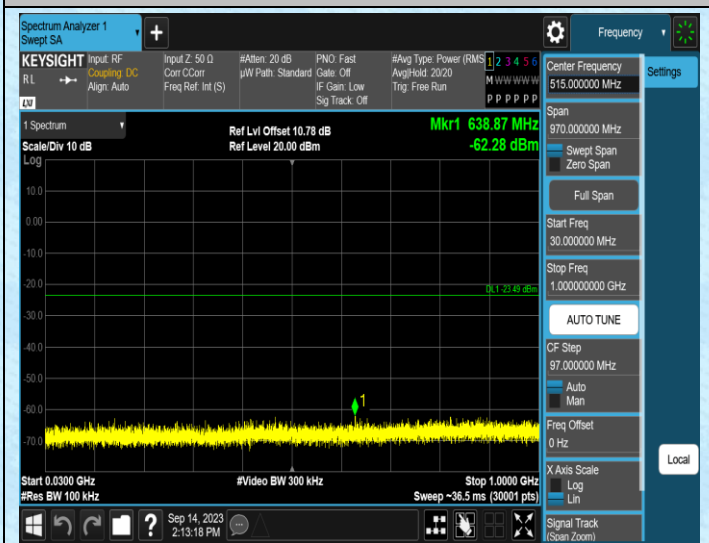 Spectrum Analyzer 1
Swept SA
+
Frequency
KEYSIGHT
RL
LXI
Input: RF
Coupling: DC
Align: Auto
Input Z: 50 Ω
Corr CCorr
Freq Ref: Int (S)
#Atten: 20 dB
µW Path: Standard
PNO: Fast
Gate: Off
IF Gain: Low
Sig Track: Off
#Avg Type: Power (RMS
Avg|Hold: 20/20
Trig: Free Run
1 2 3 4 5 6
M W W W W W
P P P P P P
1 Spectrum
Scale/Div 10 dB
Log
Ref Lvl Offset 10.78 dB
Ref Level 20.00 dBm
Mkr1 638.87 MHz
-62.28 dBm
10.0
0.00
-10.0
-20.0
-30.0
-40.0
-50.0
-60.0
-70.0
DL1 -23.49 dBm
1
Start 0.0300 GHz
#Res BW 100 kHz
#Video BW 300 kHz
Stop 1.0000 GHz
Sweep ~36.5 ms (30001 pts)
Sep 14, 2023
2:13:18 PM
?
Center Frequency
515.000000 MHz
Span
970.000000 MHz
Swept Span
Zero Span
Full Span
Start Freq
30.000000 MHz
Stop Freq
1.000000000 GHz
AUTO TUNE
CF Step
97.000000 MHz
Auto
Man
Freq Offset
0 Hz
X Axis Scale
Log
Lin
Signal Track
(Span Zoom)
Settings
Local